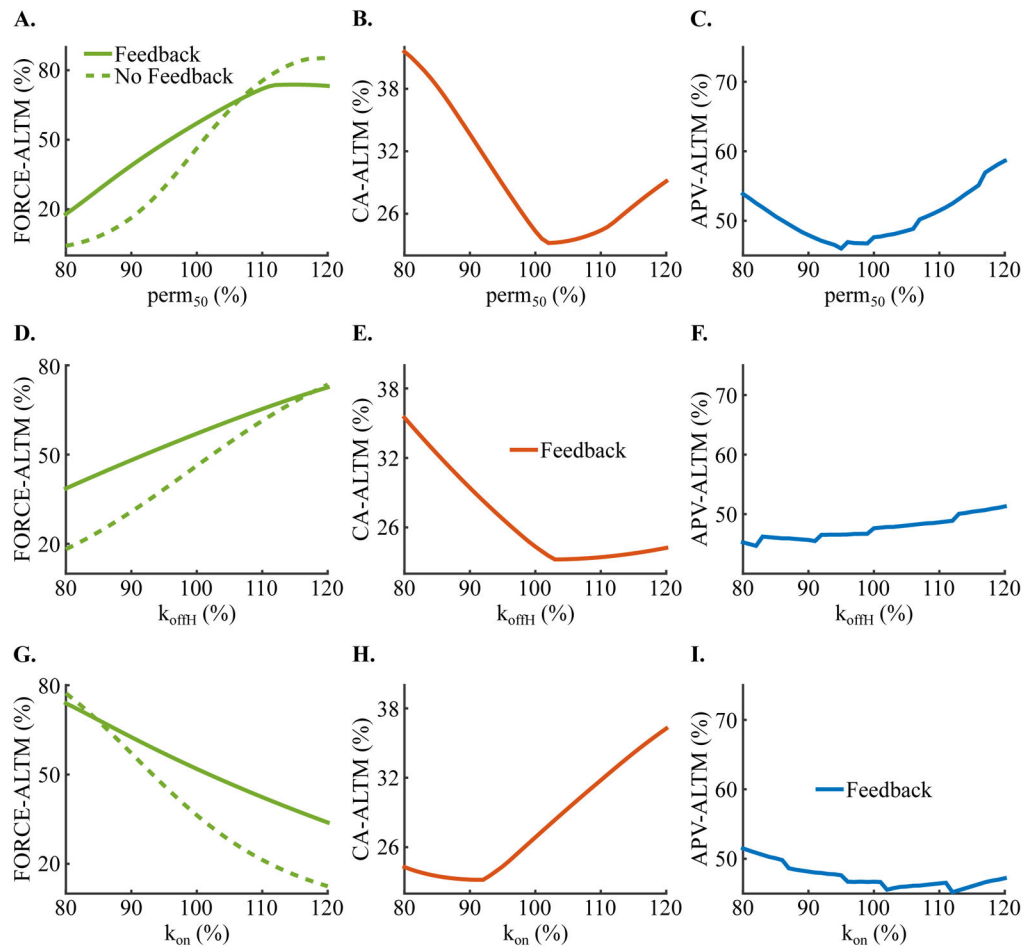 A.
FORCE-ALTM (%)
80
50
20
Feedback
No Feedback
80 90 100 110 120
perm50 (%)
B.
CA-ALTM (%)
38
32
26
80 90 100 110 120
perm50 (%)
C.
APV-ALTM (%)
70
60
50
80 90 100 110 120
perm50 (%)
D.
FORCE-ALTM (%)
80
50
20
80 90 100 110 120
koffH (%)
E.
CA-ALTM (%)
38
32
26
Feedback
80 90 100 110 120
koffH (%)
F.
APV-ALTM (%)
70
60
50
80 90 100 110 120
koffH (%)
G.
FORCE-ALTM (%)
80
50
20
80 90 100 110 120
kon (%)
H.
CA-ALTM (%)
38
32
26
80 90 100 110 120
kon (%)
I.
APV-ALTM (%)
70
60
50
Feedback
80 90 100 110 120
kon (%)